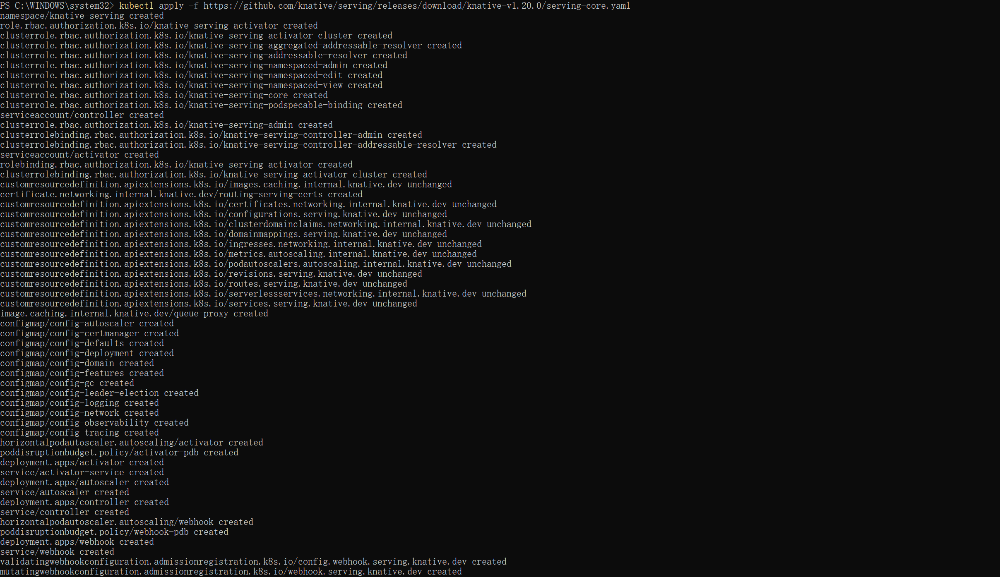 PS C:\WINDOWS\system32> kubectl apply -f https://github.com/knative/serving/releases/download/knative-v1.20.0/serving-core.yaml
namespace/knative-serving created
role.rbac.authorization.k8s.io/knative-serving-activator created
clusterrole.rbac.authorization.k8s.io/knative-serving-activator-cluster created
clusterrole.rbac.authorization.k8s.io/knative-serving-aggregated-addressable-resolver created
clusterrole.rbac.authorization.k8s.io/knative-serving-addressable-resolver created
clusterrole.rbac.authorization.k8s.io/knative-serving-namespaced-admin created
clusterrole.rbac.authorization.k8s.io/knative-serving-namespaced-edit created
clusterrole.rbac.authorization.k8s.io/knative-serving-namespaced-view created
clusterrole.rbac.authorization.k8s.io/knative-serving-core created
clusterrole.rbac.authorization.k8s.io/knative-serving-podspecable-binding created
serviceaccount/controller created
clusterrole.rbac.authorization.k8s.io/knative-serving-admin created
clusterrolebinding.rbac.authorization.k8s.io/knative-serving-controller-admin created
clusterrolebinding.rbac.authorization.k8s.io/knative-serving-controller-addressable-resolver created
serviceaccount/activator created
rolebinding.rbac.authorization.k8s.io/knative-serving-activator created
clusterrolebinding.rbac.authorization.k8s.io/knative-serving-activator-cluster created
customresourcedefinition.apiextensions.k8s.io/images.caching.internal.knative.dev unchanged
certificate.networking.internal.knative.dev/routing-serving-certs created
customresourcedefinition.apiextensions.k8s.io/certificates.networking.internal.knative.dev unchanged
customresourcedefinition.apiextensions.k8s.io/configurations.serving.knative.dev unchanged
customresourcedefinition.apiextensions.k8s.io/clusterdomainclaims.networking.internal.knative.dev unchanged
customresourcedefinition.apiextensions.k8s.io/domainmappings.serving.knative.dev unchanged
customresourcedefinition.apiextensions.k8s.io/ingresses.networking.internal.knative.dev unchanged
customresourcedefinition.apiextensions.k8s.io/metrics.autoscaling.internal.knative.dev unchanged
customresourcedefinition.apiextensions.k8s.io/podautoscalers.autoscaling.internal.knative.dev unchanged
customresourcedefinition.apiextensions.k8s.io/revisions.serving.knative.dev unchanged
customresourcedefinition.apiextensions.k8s.io/routes.serving.knative.dev unchanged
customresourcedefinition.apiextensions.k8s.io/serverlessservices.networking.internal.knative.dev unchanged
customresourcedefinition.apiextensions.k8s.io/services.serving.knative.dev unchanged
image.caching.internal.knative.dev/queue-proxy created
configmap/config-autoscaler created
configmap/config-certmanager created
configmap/config-defaults created
configmap/config-deployment created
configmap/config-domain created
configmap/config-features created
configmap/config-gc created
configmap/config-leader-election created
configmap/config-logging created
configmap/config-network created
configmap/config-observability created
configmap/config-tracing created
horizontalpodautoscaler.autoscaling/activator created
poddisruptionbudget.policy/activator-pdb created
deployment.apps/activator created
service/activator-service created
deployment.apps/autoscaler created
service/autoscaler created
deployment.apps/controller created
service/controller created
horizontalpodautoscaler.autoscaling/webhook created
poddisruptionbudget.policy/webhook-pdb created
deployment.apps/webhook created
service/webhook created
validatingwebhookconfiguration.admissionregistration.k8s.io/config.webhook.serving.knative.dev created
mutatingwebhookconfiguration.admissionregistration.k8s.io/webhook.serving.knative.dev created